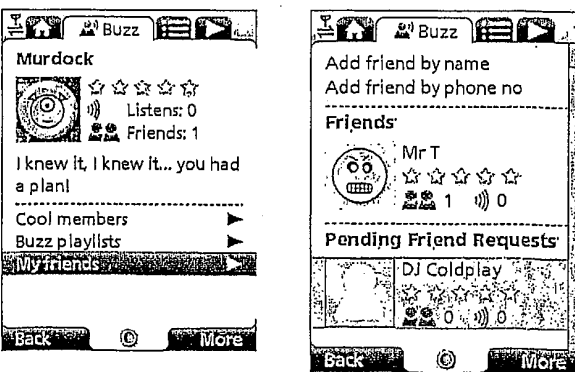 Buzz
Murdock
Listens: 0
Friends: 1
I knew it, I knew it... you had
a plan!
Cool members
Buzz playlists
My friends
Back © More
Buzz
Add friend by name
Add friend by phone no
Friends
Mr T
1 0
Pending Friend Requests
DJ Coldplay
0 0
Back © More